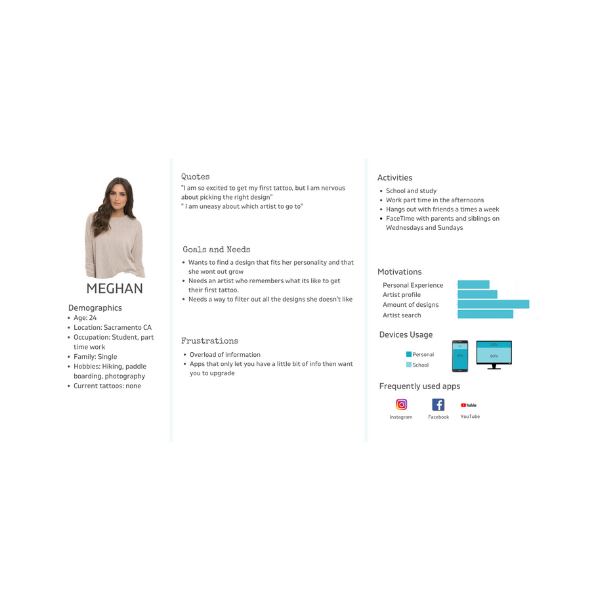 MEGHAN
Demographics
• Age: 24
• Location: Sacramento CA
• Occupation: Student, part
time work
• Family: Single
• Hobbies: Hiking, paddle
boarding, photography
• Current tattoos: none
Quotes
"I am so excited to get my first tattoo, but I am nervous
about picking the right design"
" I am uneasy about which artist to go to"
Goals and Needs
• Wants to find a design that fits her personality and that
she wont out grow
• Needs an artist who remembers what its like to get
their first tattoo.
• Needs a way to filter out all the designs she doesn't like
Frustrations
• Overload of information
• Apps that only let you have a little bit of info then want
you to upgrade
Activities
• School and study
• Work part time in the afternoons
• Hangs out with friends a times a week
• FaceTime with parents and siblings on
Wednesdays and Sundays
Motivations
Personal Experience
Artist profile
Amount of designs
Artist search
Devices Usage
Personal
School
Frequently used apps
Instagram
Facebook
YouTube